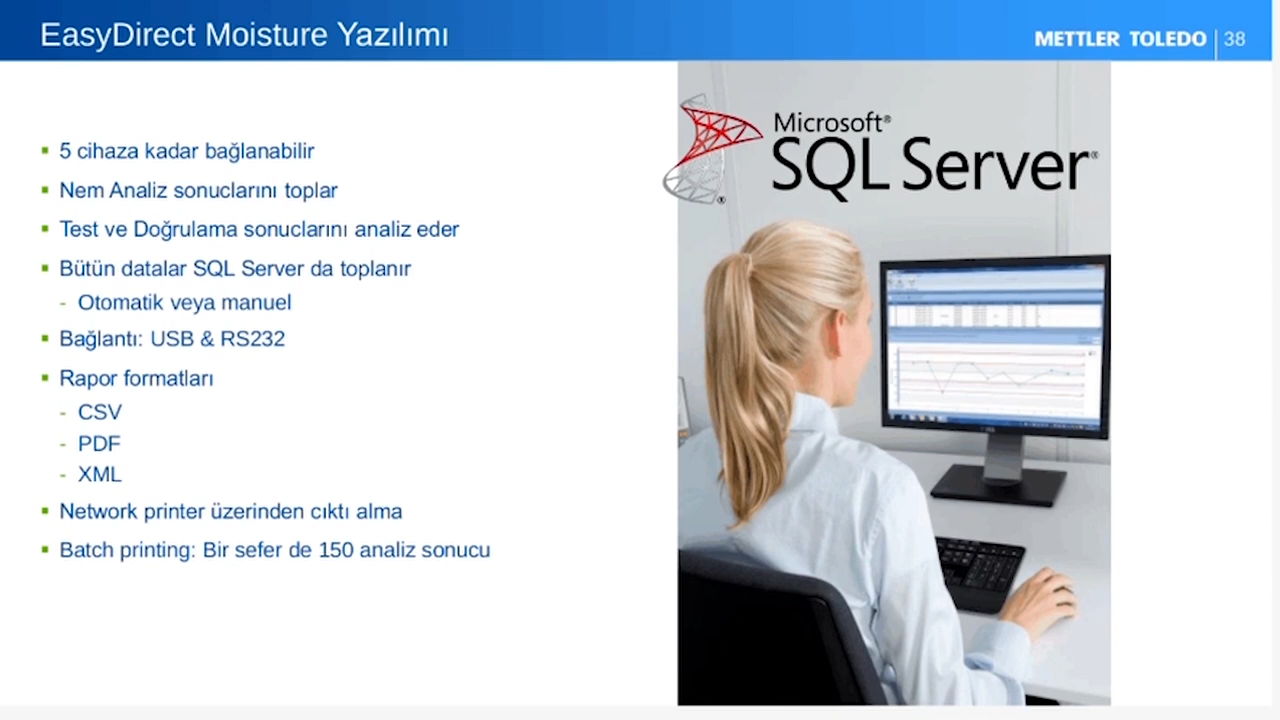 EasyDirect Moisture Yazılımı
METTLER TOLEDO | 38
Microsoft®
SQL Server®
▪ 5 cihaza kadar bağlanabilir
▪ Nem Analiz sonuclarını toplar
▪ Test ve Doğrulama sonuclarını analiz eder
▪ Bütün datalar SQL Server da toplanır
- Otomatik veya manuel
▪ Bağlantı: USB & RS232
▪ Rapor formatları
- CSV
- PDF
- XML
▪ Network printer üzerinden cıktı alma
▪ Batch printing: Bir sefer de 150 analiz sonucu